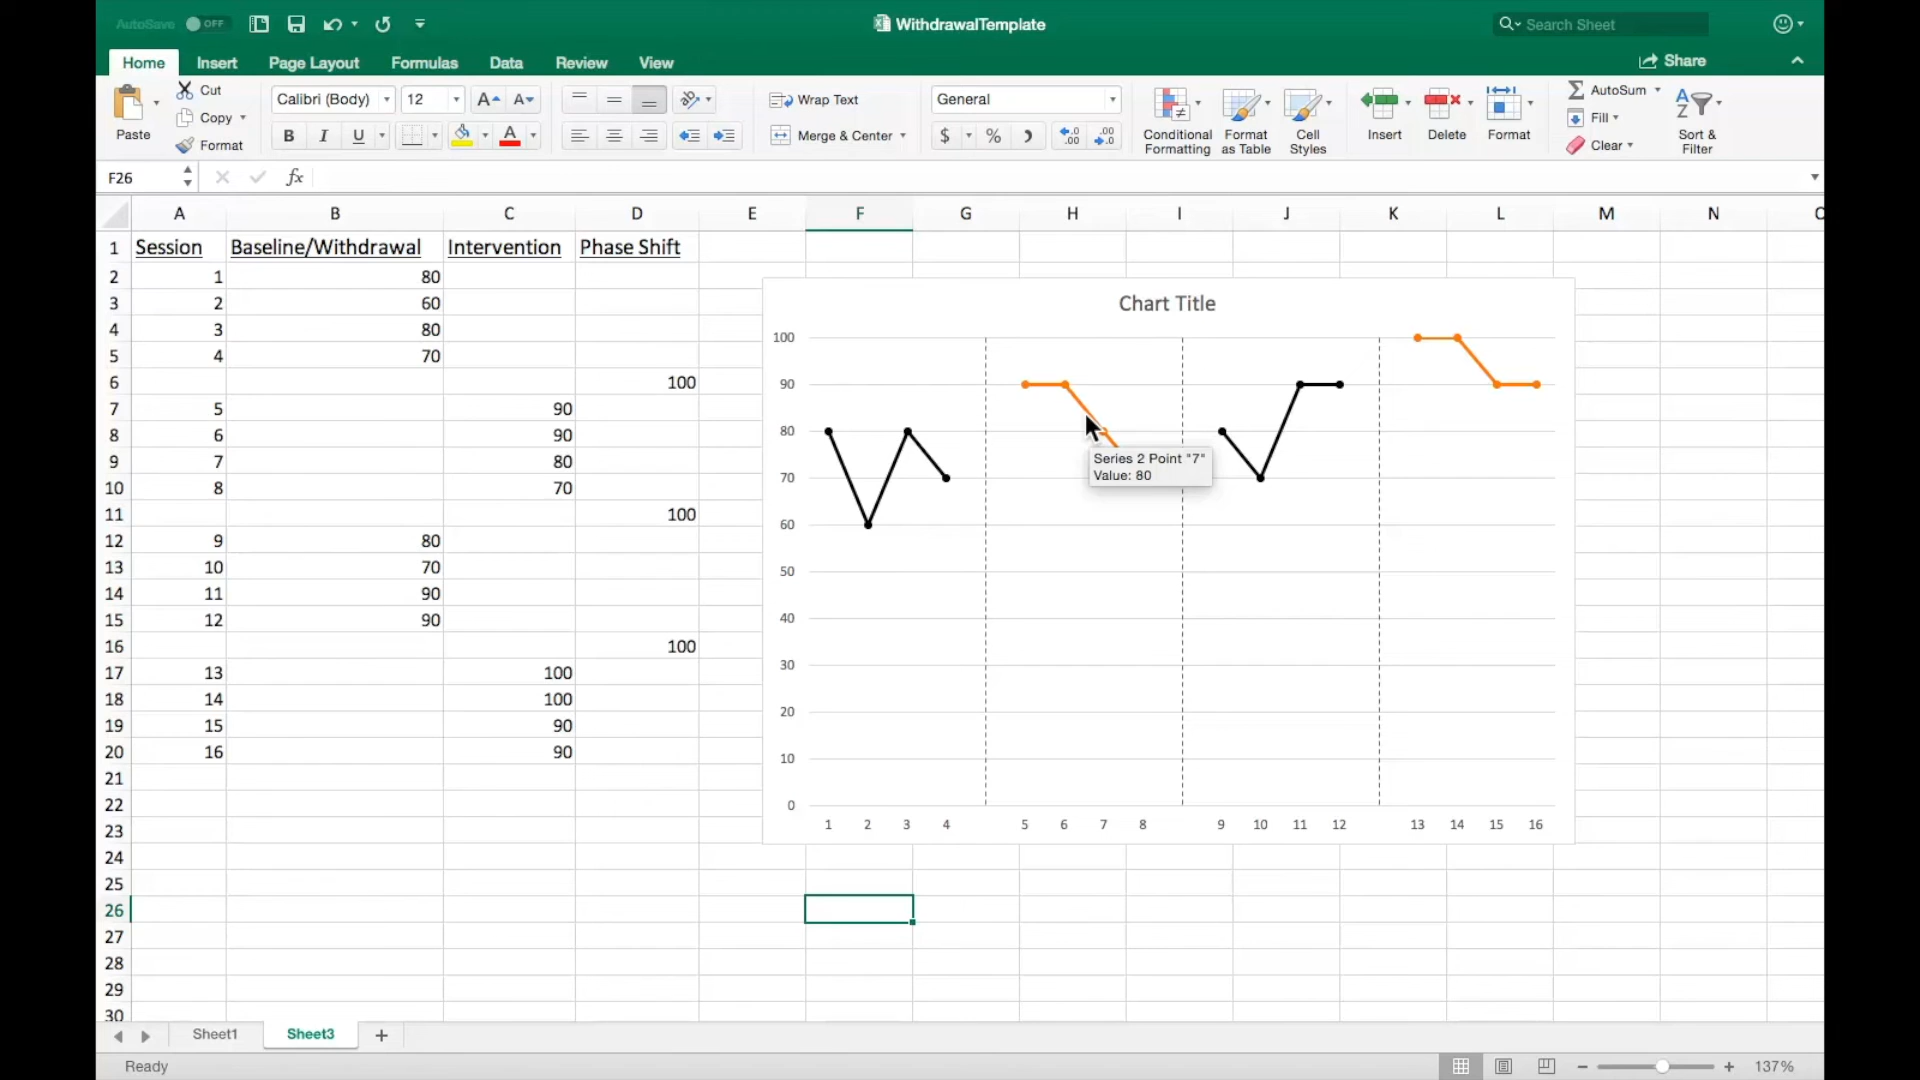 AutoSave OFF WithdrawalTemplate Search Sheet
Home Insert Page Layout Formulas Data Review View Share
Paste Cut Copy Format
Calibri (Body) 12 A A
B I U A
Wrap Text
Merge & Center
General
$ % .00 .00
Conditional Formatting
Format as Table
Cell Styles
Insert Delete Format
AutoSum
Fill
Clear
Sort & Filter
F26 fx
A B C D E F G H I J K L M N O
1 Session Baseline/Withdrawal Intervention Phase Shift
2 1 80
3 2 60
4 3 80
5 4 70
6 100
7 5 90
8 6 90
9 7 80
10 8 70
11 100
12 9 80
13 10 70
14 11 90
15 12 90
16 100
17 13 100
18 14 100
19 15 90
20 16 90
21
22
23
24
25
26
27
28
29
30
Chart Title
100
90
80
70
60
50
40
30
20
10
0
1 2 3 4 5 6 7 8 9 10 11 12 13 14 15 16
Series 2 Point "7"
Value: 80
Sheet1 Sheet3 +
Ready 137%